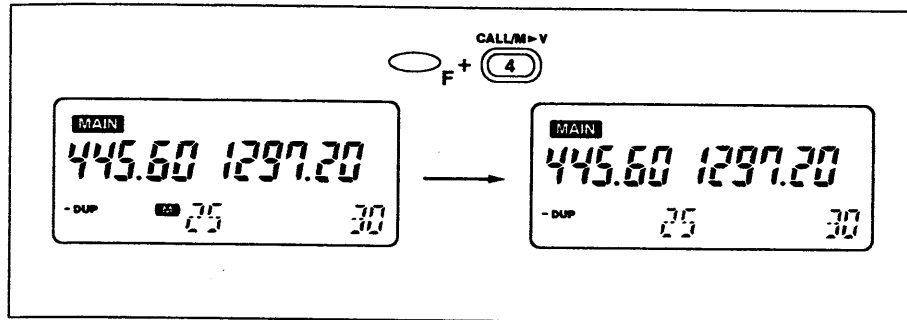 CALL/M►V
F + 4
MAIN
445.60 1297.20
- DUP M 25 30
MAIN
445.60 1297.20
- DUP 25 30